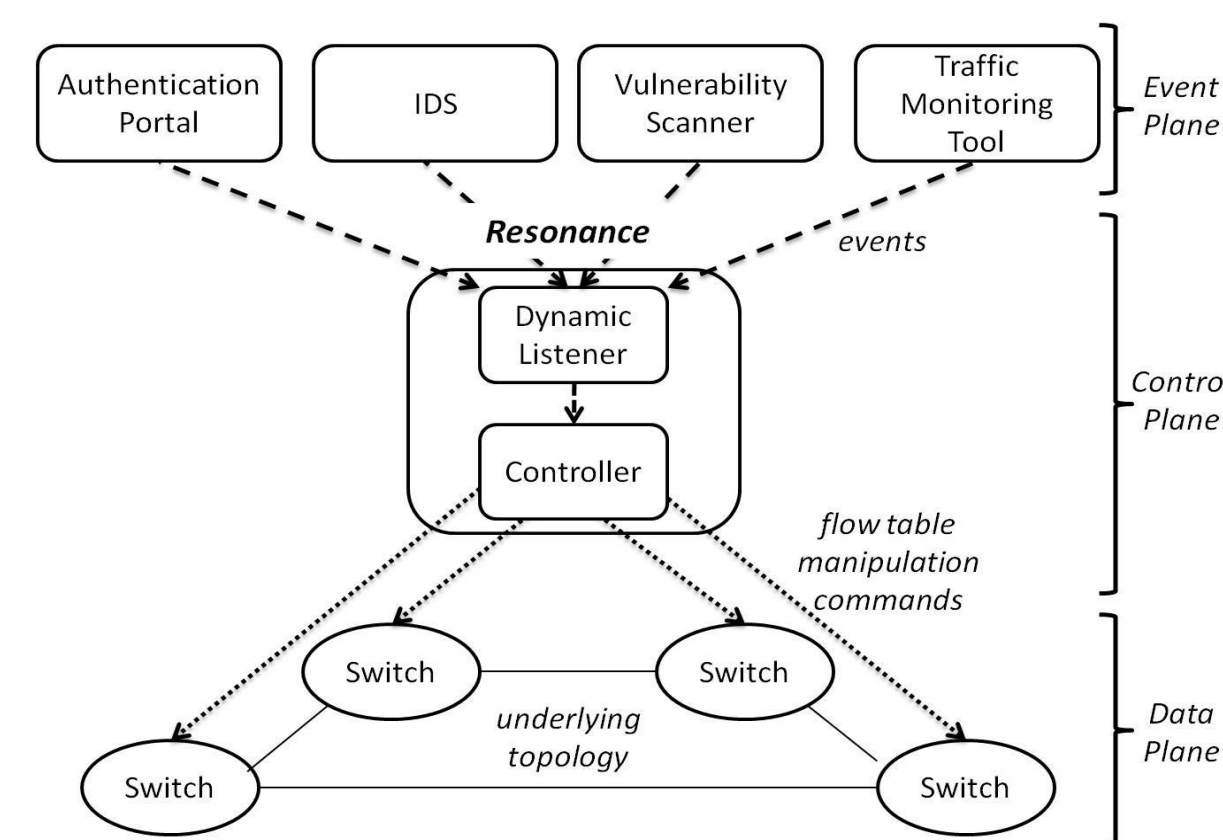 Authentication
Portal
IDS
Vulnerability
Scanner
Traffic
Monitoring
Tool
Event
Plane
Resonance
events
Dynamic
Listener
Contro
Plane
Controller
flow table
manipulation
commands
Switch
Switch
underlying
topology
Data
Plane
Switch
Switch